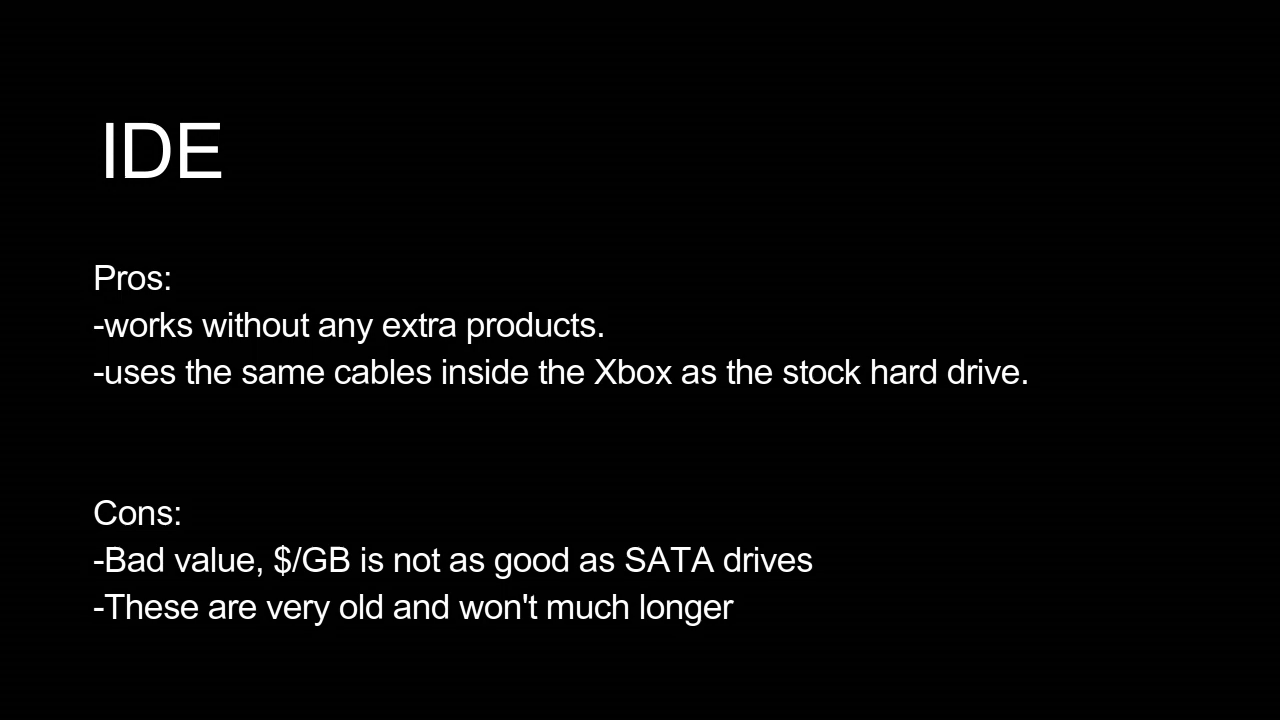 IDE
Pros:
-works without any extra products.
-uses the same cables inside the Xbox as the stock hard drive.
Cons:
-Bad value, $/GB is not as good as SATA drives
-These are very old and won't much longer